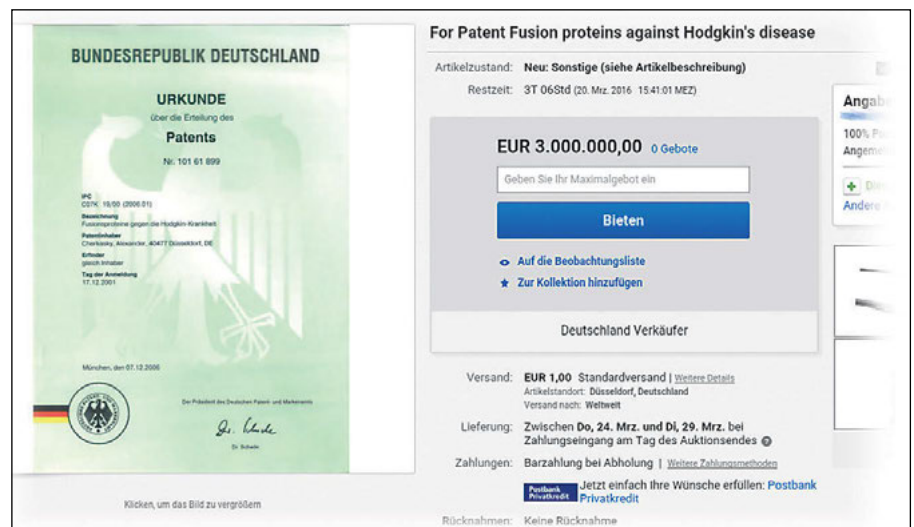 BUNDESREPUBLIK DEUTSCHLAND
URKUNDE
über die Erteilung des
Patents
Nr. 101 61 899
IPC
C07K 19/00 (2006.01)
Bezeichnung
Fusionsproteine gegen die Hodgkin-Krankheit
Patentinhaber
Cherkasky, Alexander, 40477 Düsseldorf, DE
Erfinder
gleich Inhaber
Tag der Anmeldung
17.12.2001
München, den 07.12.2006
Der Präsident des Deutschen Patent- und Markenamts
Dr. Schade
Klicken, um das Bild zu vergrößern
For Patent Fusion proteins against Hodgkin's disease
Artikelzustand: Neu: Sonstige (siehe Artikelbeschreibung)
Restzeit: 3T 06Std (20. Mrz. 2016 15:41:01 MEZ)
EUR 3.000.000,00 0 Gebote
Geben Sie Ihr Maximalgebot ein
Bieten
Auf die Beobachtungsliste
Zur Kollektion hinzufügen
Deutschland Verkäufer
Versand: EUR 1,00 Standardversand | Weitere Details
Artikelstandort: Düsseldorf, Deutschland
Versand nach: Weltweit
Lieferung: Zwischen Do, 24. Mrz. und Di, 29. Mrz. bei
Zahlungseingang am Tag des Auktionsendes
Zahlungen: Barzahlung bei Abholung | Weitere Zahlungsmethoden
Postbank
Privatkredit
Jetzt einfach Ihre Wünsche erfüllen: Postbank
Privatkredit
Rücknahmen: Keine Rücknahme
100%
Andere